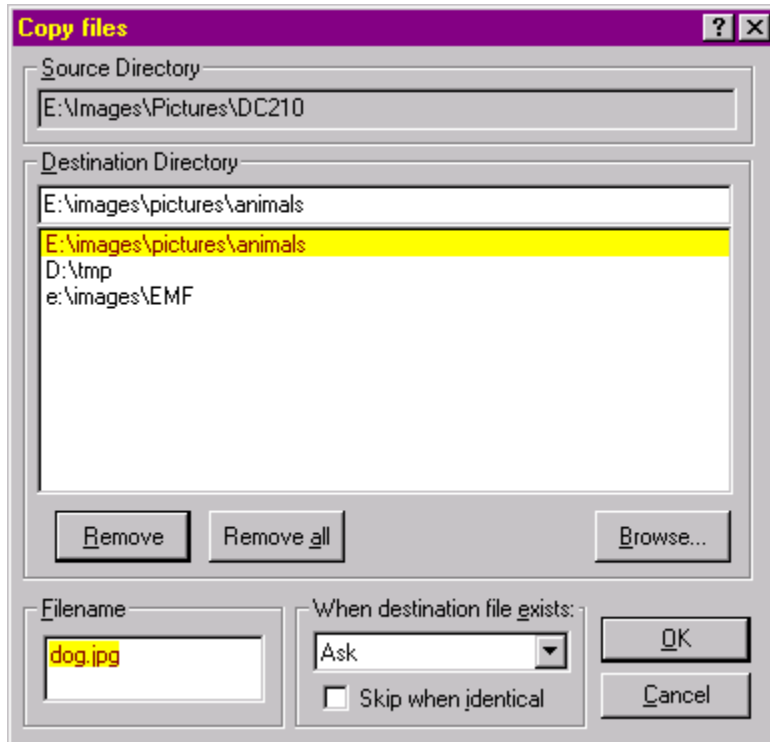 Copy files
Source Directory
E:\Images\Pictures\DC210
Destination Directory
E:\images\pictures\animals
E:\images\pictures\animals
D:\tmp
e:\images\EMF
Remove
Remove all
Browse...
Filename
dog.jpg
When destination file exists:
Ask
Skip when identical
OK
Cancel